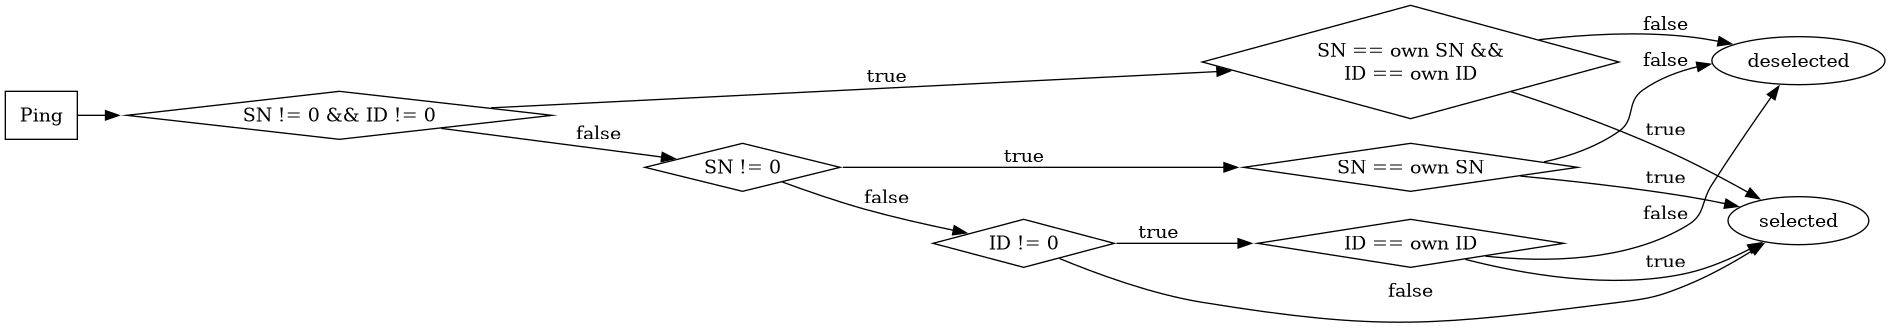 Ping
SN != 0 && ID != 0
true
false
SN != 0
true
false
ID != 0
true
false
SN == own SN &&
ID == own ID
false
true
SN == own SN
false
true
ID == own ID
false
true
deselected
selected